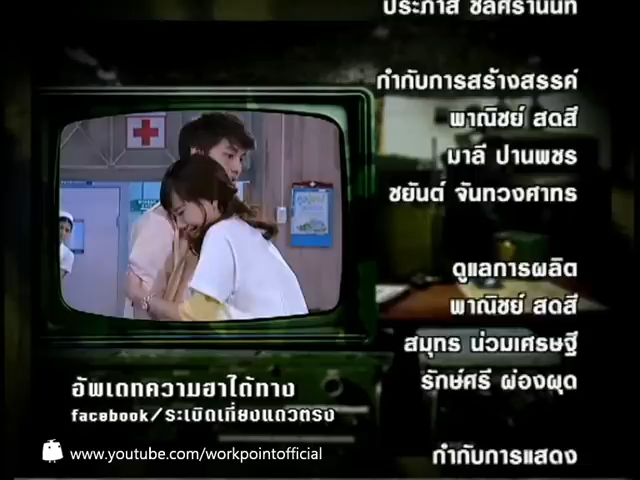 ประภาส ชลศรานนท์
กำกับการสร้างสรรค์
พาณิชย์ สดสี
มาลี ปานพชร
ชยันต์ จันทวงศาทร
ดูแลการผลิต
พาณิชย์ สดสี
สมุทร น่วมเศรษฐี
รักษ์ศรี ผ่องผุด
กำกับการแสดง
อัพเดทความฮาได้ทาง
facebook/ระเบิดเที่ยงแถวตรง
www.youtube.com/workpointofficial